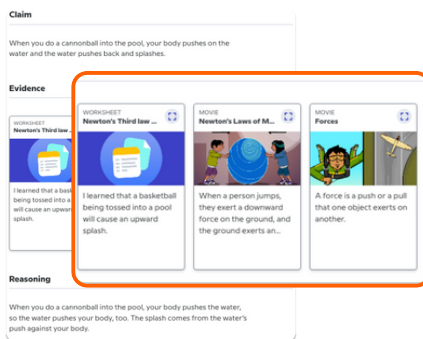 Claim
When you do a cannonball into the pool, your body pushes on the
water and the water pushes back and splashes.
Evidence
WORKSHEET
Newton's Third law
I learned that a bask
being tossed into a
will cause an upwar
splash.
WORKSHEET
Newton's Third law ...
I learned that a basketball
being tossed into a pool
will cause an upward
splash.
MOVIE
Newton's Laws of M...
When a person jumps,
they exert a downward
force on the ground, and
the ground exerts an...
MOVIE
Forces
A force is a push or a pull
that one object exerts on
another.
Reasoning
When you do a cannonball into the pool, your body pushes the water,
so the water pushes your body, too. The splash comes from the water's
push against your body.